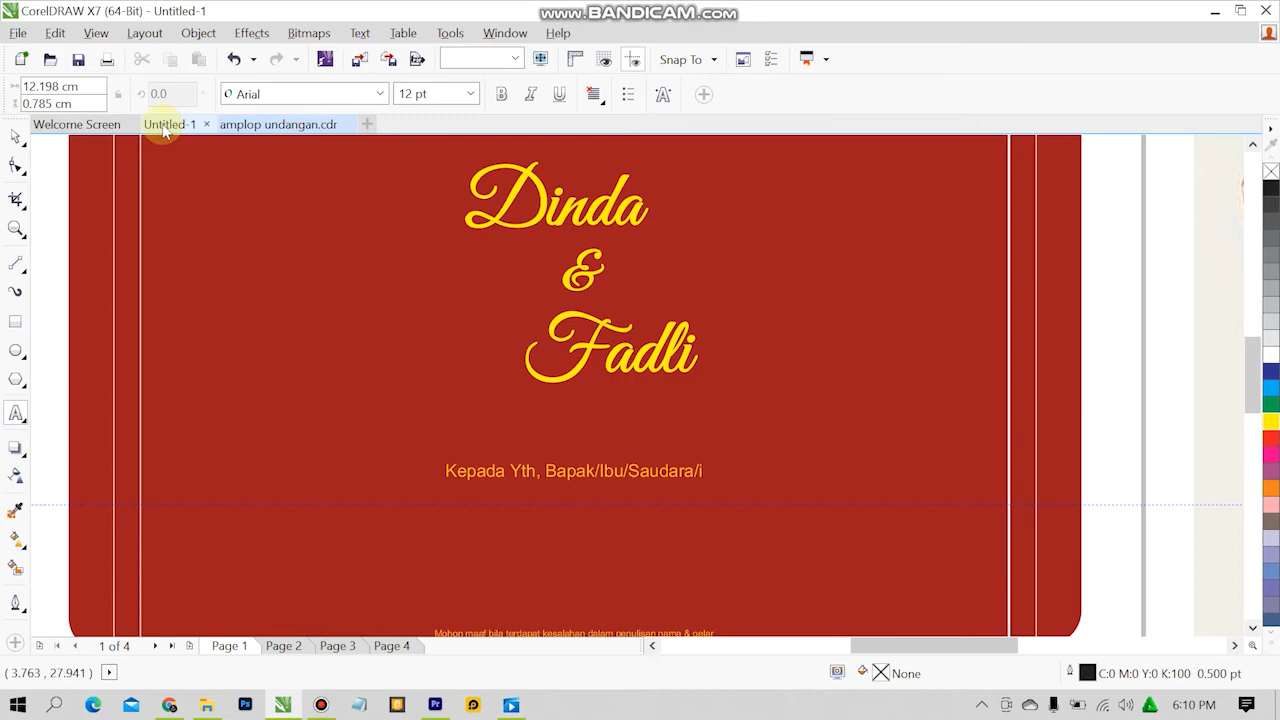 CorelDRAW X7 (64-Bit) - Untitled-1
www.BANDICAM.com
File Edit View Layout Object Effects Bitmaps Text Table Tools Window Help
Snap To
12.198 cm
0.785 cm
0.0
Arial
12 pt
Welcome Screen
Untitled-1
amplop undangan.cdr
Dinda
&
Fadli
Kepada Yth, Bapak/Ibu/Saudara/i
Mohon maaf bila terdapat kesalahan dalam penulisan nama & gelar
1 of 4
Page 1
Page 2
Page 3
Page 4
(3.763, 27.941)
None
C:0 M:0 Y:0 K:100 0.500 pt
6:10 PM